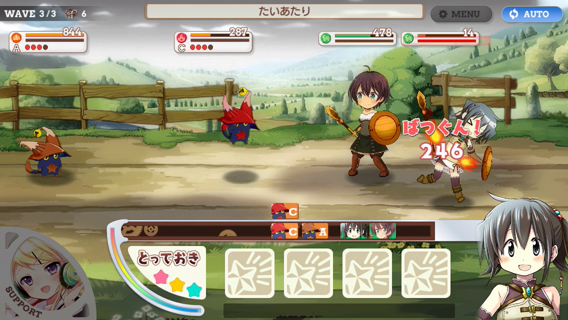 WAVE 3/3 6
たいあたり
MENU
AUTO
844
A
287
C
478
14
ばつぐん!
246
C
C A
とっておき
SUPPORT